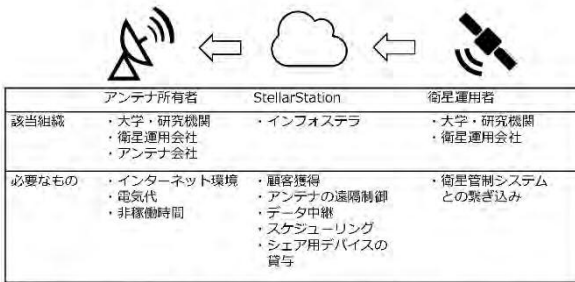 アンテナ所有者 StellarStation 衛星運用者
該当組織 ・大学・研究機関 ・インフォステラ ・大学・研究機関
・衛星運用会社 ・衛星運用会社
・アンテナ会社
必要なもの ・インターネット環境 ・顧客獲得 ・衛星管制システム
・電気代 ・アンテナの遠隔制御 との繋ぎ込み
・非稼働時間 ・データ中継
・スケジューリング
・シェア用デバイスの
貸与